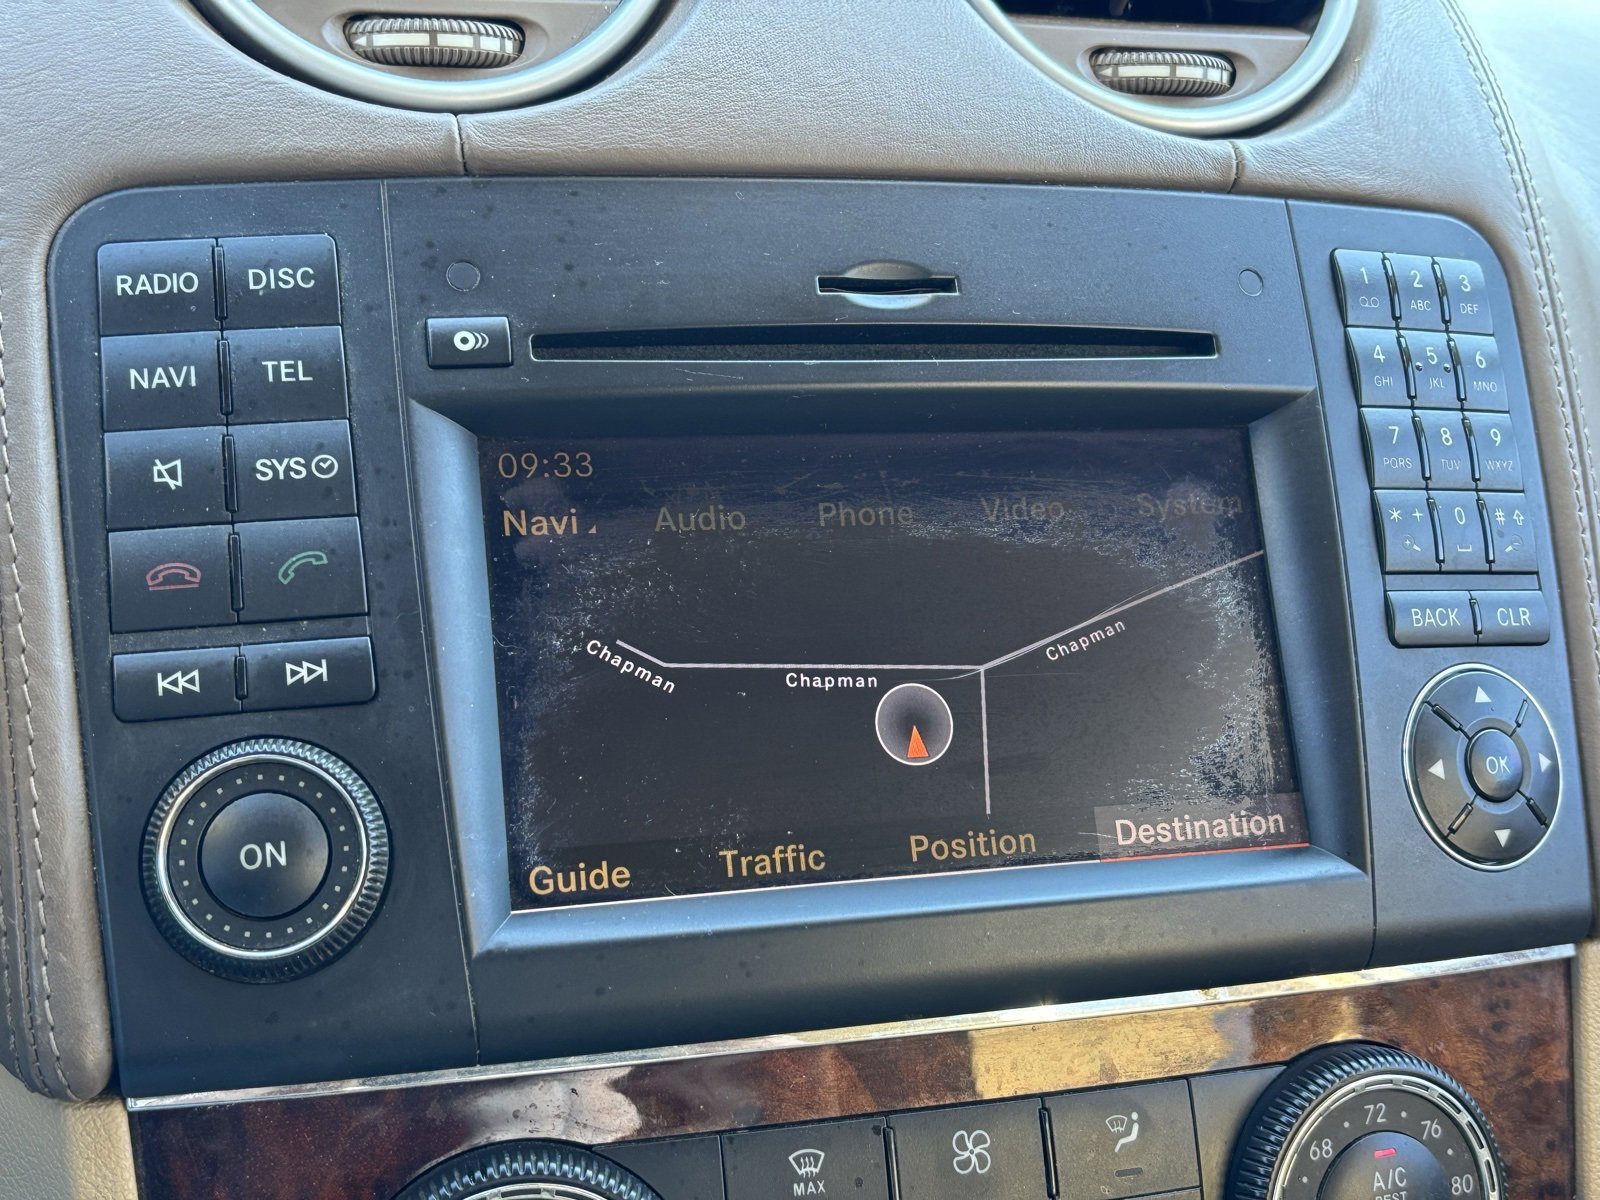 RADIO DISC
NAVI TEL
SYS
ON
09:33
Navi Audio Phone Video System
Chapman
Chapman
Chapman
Guide Traffic Position Destination
1 2 3
QO ABC DEF
4 5 6
GHI JKL MNO
7 8 9
PQRS TUV WXYZ
* + 0 #
BACK CLR
OK
MAX
68 72 76 80
A/C
REST